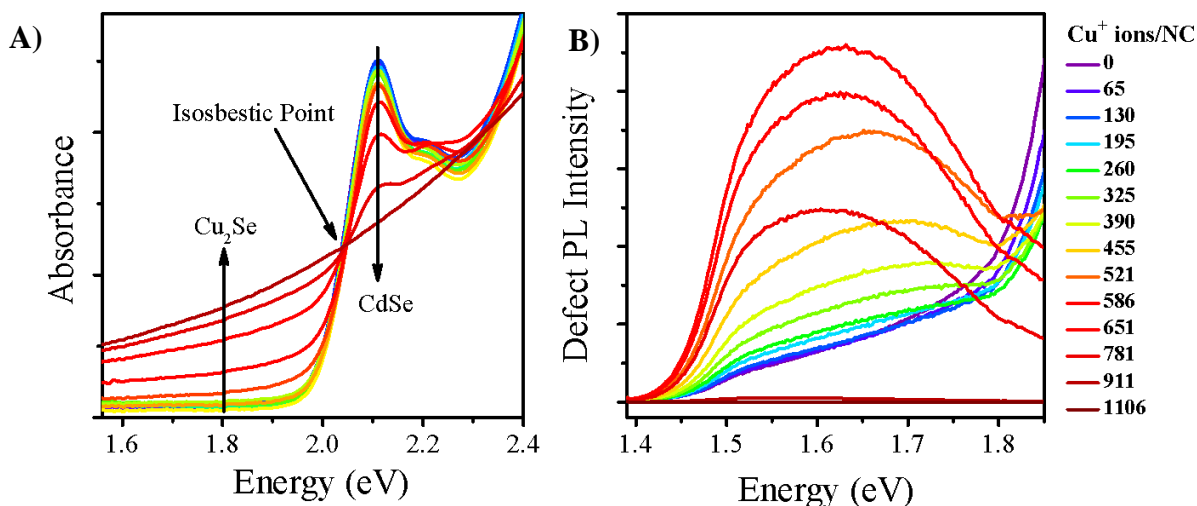 A)
Absorbance
Isosbestic Point
Cu₂Se
CdSe
1.6 1.8 2.0 2.2 2.4
Energy (eV)
B)
Defect PL Intensity
1.4 1.5 1.6 1.7 1.8
Energy (eV)
Cu⁺ ions/NC
0
65
130
195
260
325
390
455
521
586
651
781
911
1106